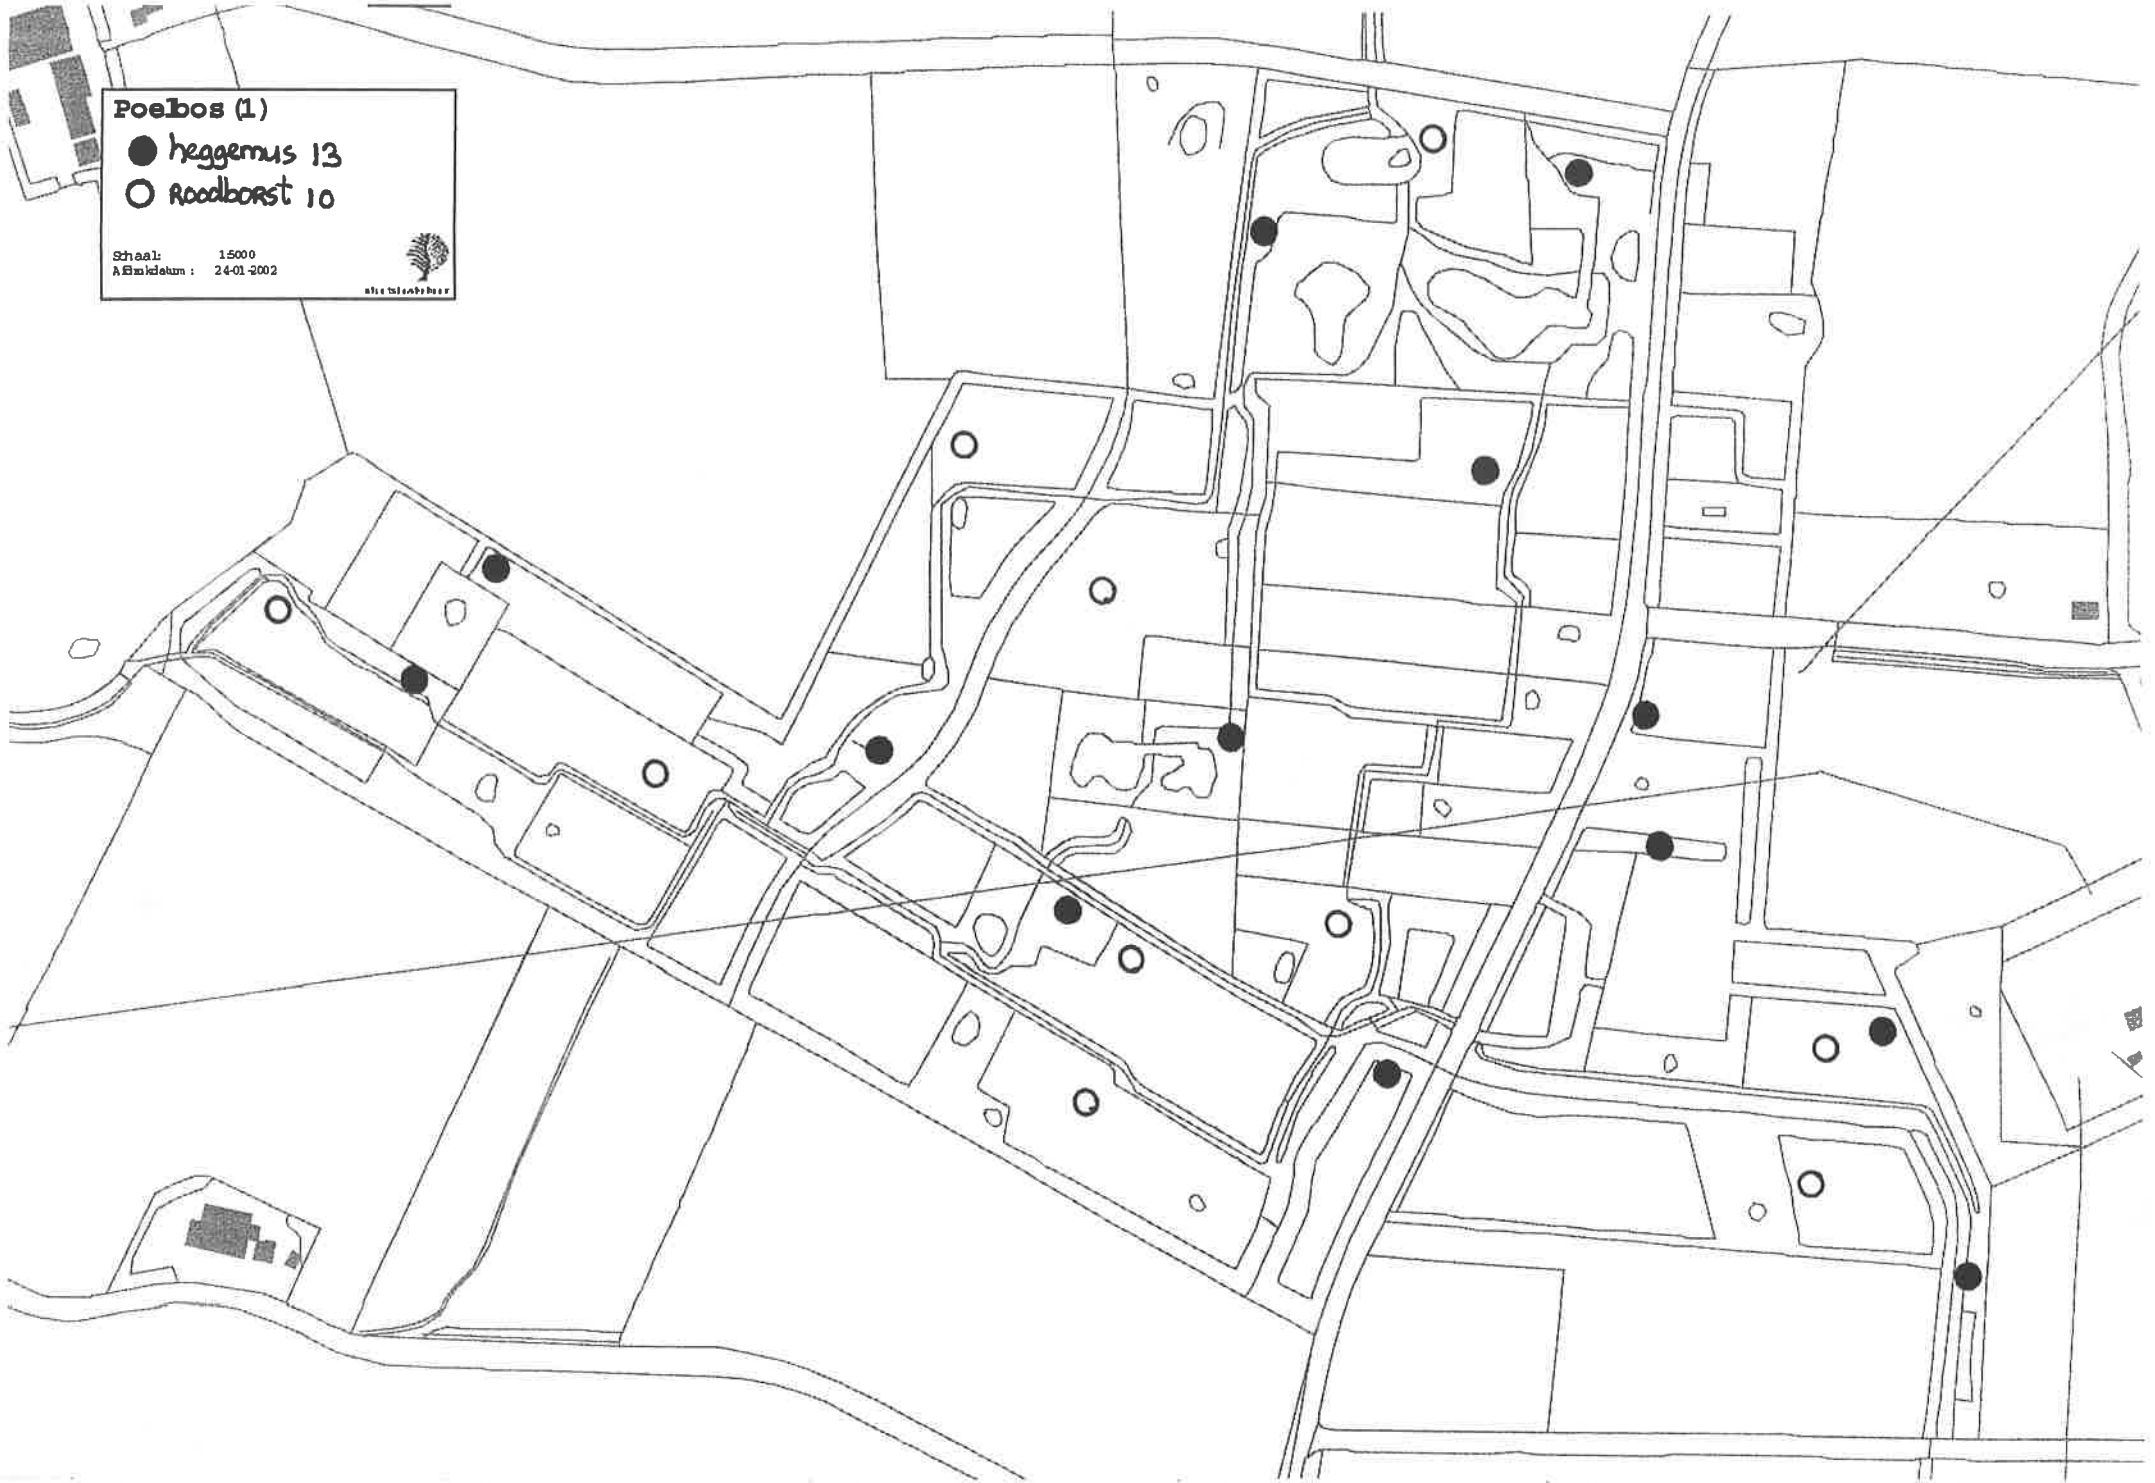 Poelbos (1)
heggemus 13
Roodborst 10
Schaal: 1:5000
Afdrukdatum : 24-01-2002